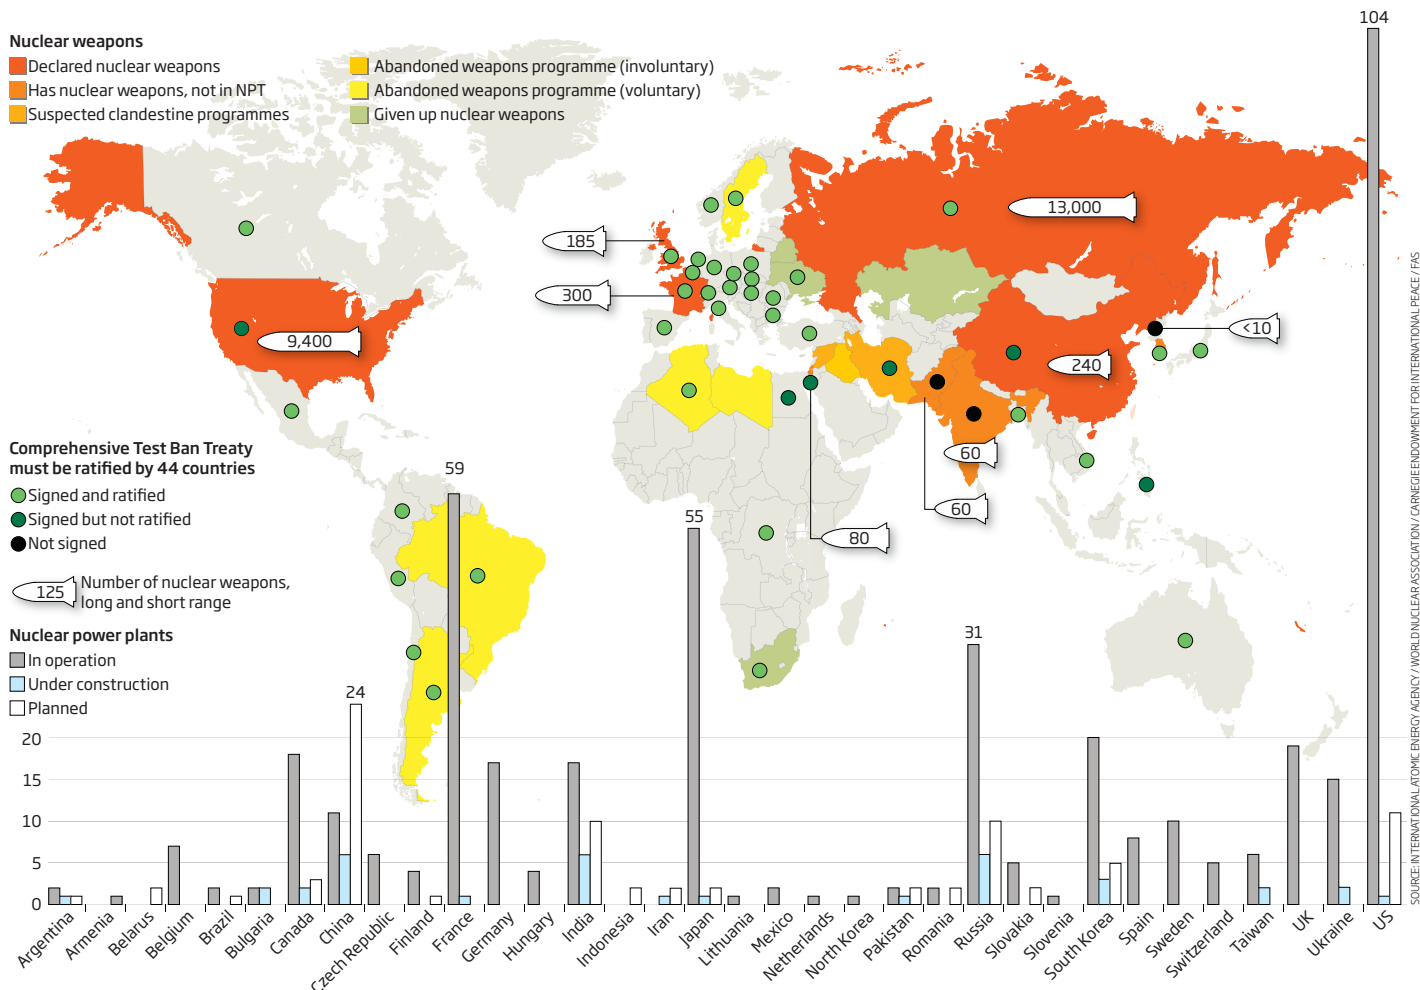 104
Nuclear weapons
Declared nuclear weapons
Has nuclear weapons, not in NPT
Suspected clandestine programmes
Abandoned weapons programme (involuntary)
Abandoned weapons programme (voluntary)
Given up nuclear weapons
13,000
185
300
9,400
<10
240
60
60
80
Comprehensive Test Ban Treaty
must be ratified by 44 countries
Signed and ratified
Signed but not ratified
Not signed
125
Number of nuclear weapons,
long and short range
Nuclear power plants
In operation
Under construction
Planned
59
55
31
24
20
15
10
5
0
Argentina
Armenia
Belarus
Belgium
Brazil
Bulgaria
Canada
China
Czech Republic
Finland
France
Germany
Hungary
India
Indonesia
Iran
Japan
Lithuania
Mexico
Netherlands
North Korea
Pakistan
Romania
Russia
Slovakia
Slovenia
South Korea
Spain
Sweden
Switzerland
Taiwan
UK
Ukraine
US
SOURCE: INTERNATIONAL ATOMIC ENERGY AGENCY / WORLD NUCLEAR ASSOCIATION / CARNEGIE ENDOWMENT FOR INTERNATIONAL PEACE / FAS